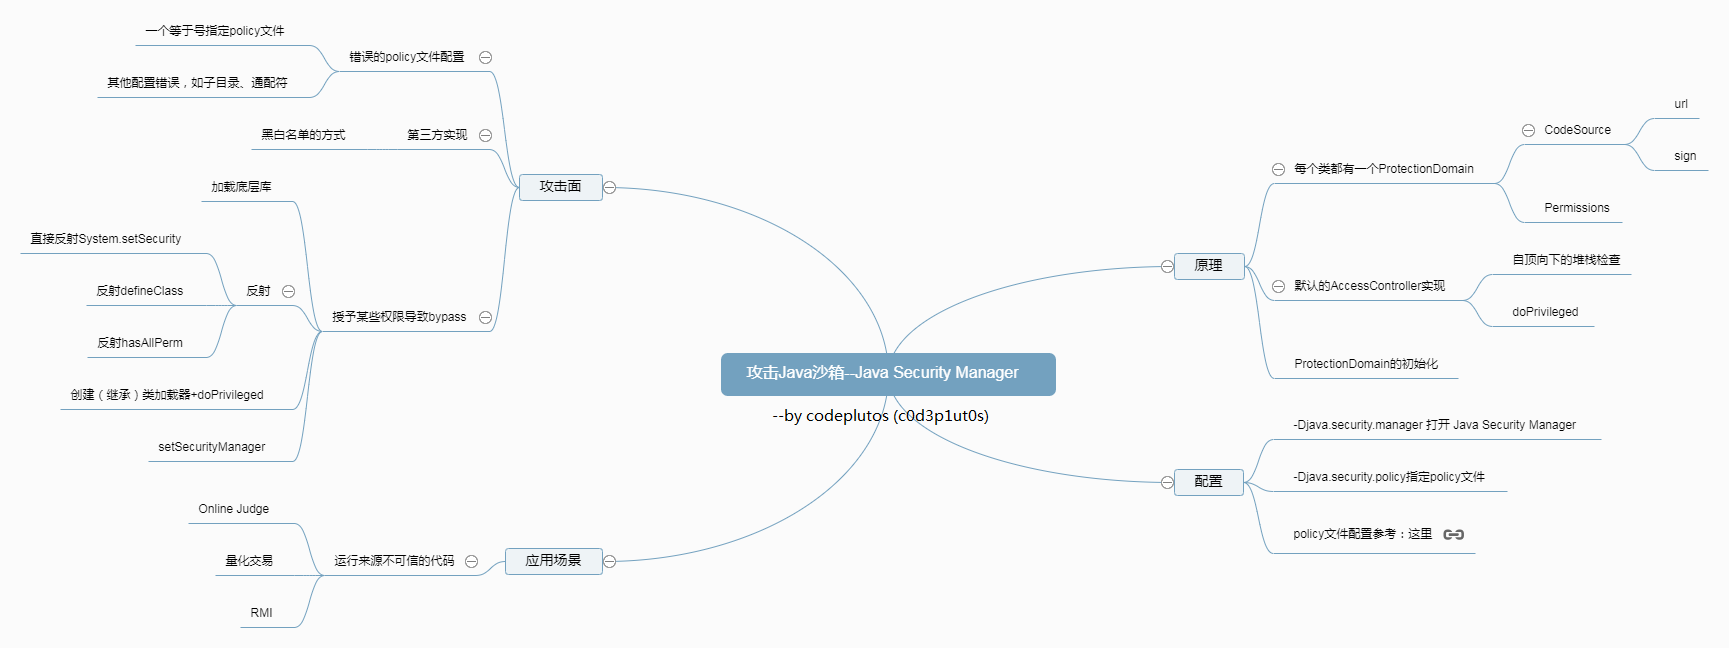 攻击Java沙箱--Java Security Manager
--by codeplutos (c0d3p1ut0s)
原理
每个类都有一个ProtectionDomain
CodeSource
url
sign
Permissions
默认的AccessController实现
自顶向下的堆栈检查
doPrivileged
ProtectionDomain的初始化
配置
-Djava.security.manager 打开 Java Security Manager
-Djava.security.policy指定policy文件
policy文件配置参考：这里
攻击面
错误的policy文件配置
一个等于号指定policy文件
其他配置错误，如子目录、通配符
第三方实现
黑白名单的方式
授予某些权限导致bypass
加载底层库
反射
直接反射System.setSecurity
反射defineClass
反射hasAllPerm
创建（继承）类加载器+doPrivileged
setSecurityManager
应用场景
运行来源不可信的代码
Online Judge
量化交易
RMI